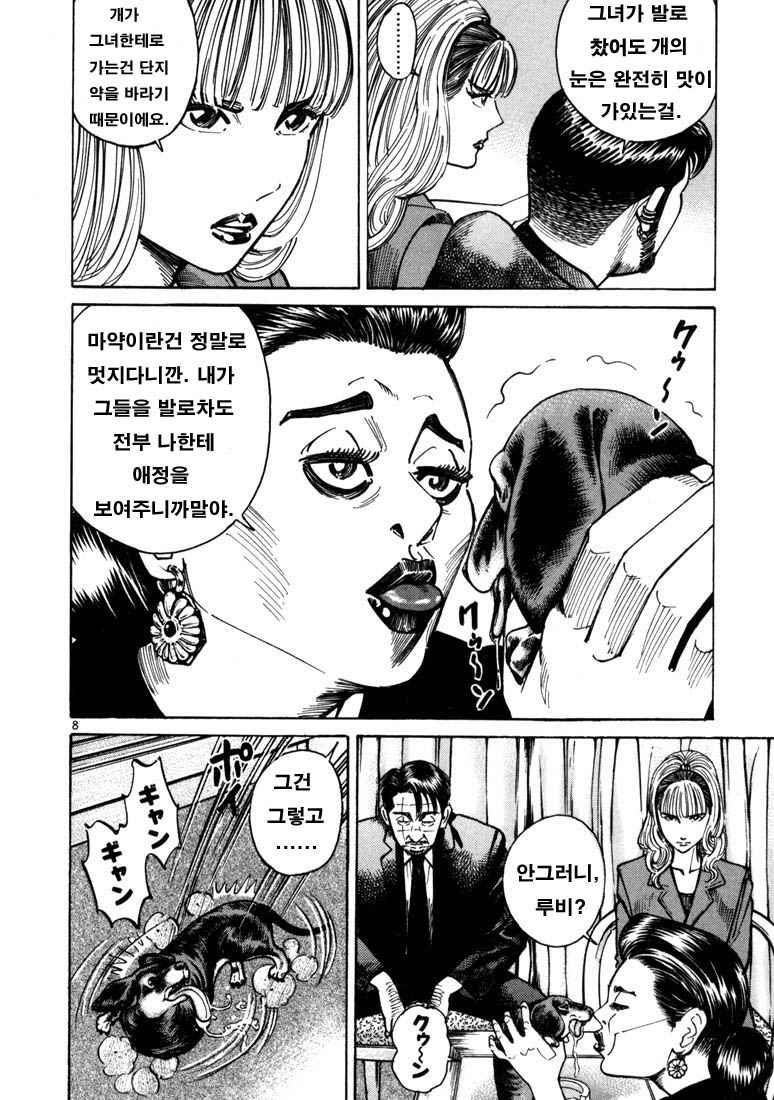 그녀가 발로
찼어도 개의
눈은 완전히 맛이
가있는걸.
………
개가
그녀한테로
가는건 단지
약을 바라기
때문이에요.
クゥ〜ン
마약이란건 정말로
멋지다니깐. 내가
그들을 발로차도
전부 나한테
애정을
보여주니까말야.
クゥ〜ン
8
안그러니,
루비?
クゥ〜ン
그건
그렇고
……
ポイ
ギャン
ギャン